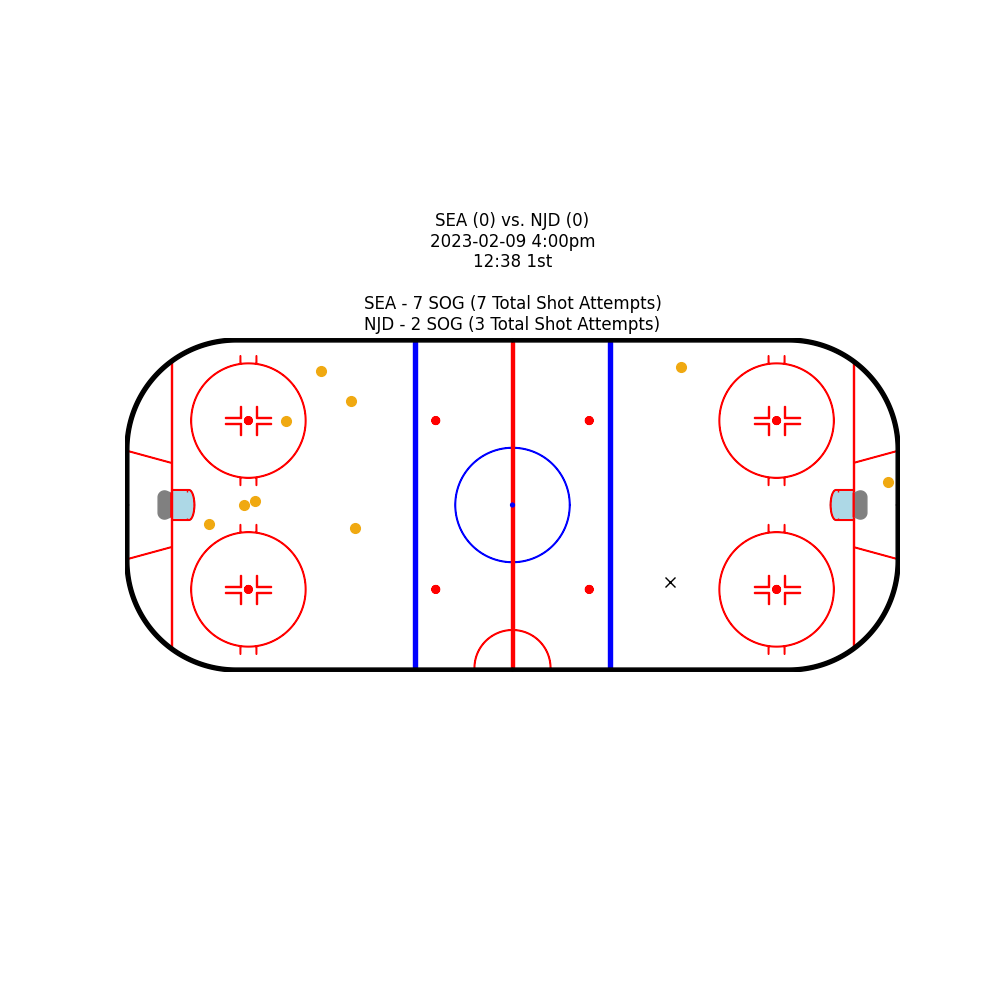 SEA (0) vs. NJD (0)
2023-02-09 4:00pm
12:38 1st
SEA - 7 SOG (7 Total Shot Attempts)
NJD - 2 SOG (3 Total Shot Attempts)